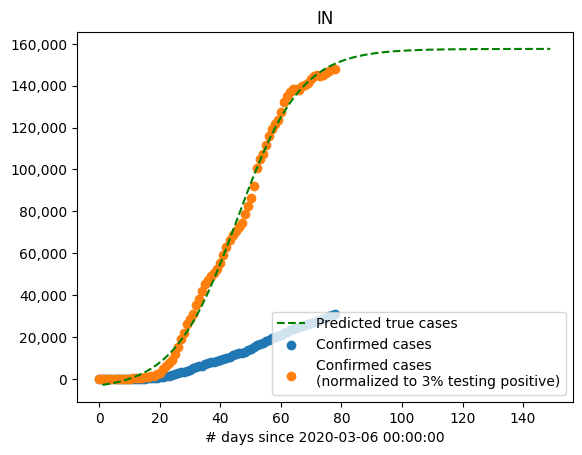 IN
160,000
140,000
120,000
100,000
80,000
60,000
40,000
20,000
0
Predicted true cases
Confirmed cases
Confirmed cases
(normalized to 3% testing positive)
0 20 40 60 80 100 120 140
# days since 2020-03-06 00:00:00